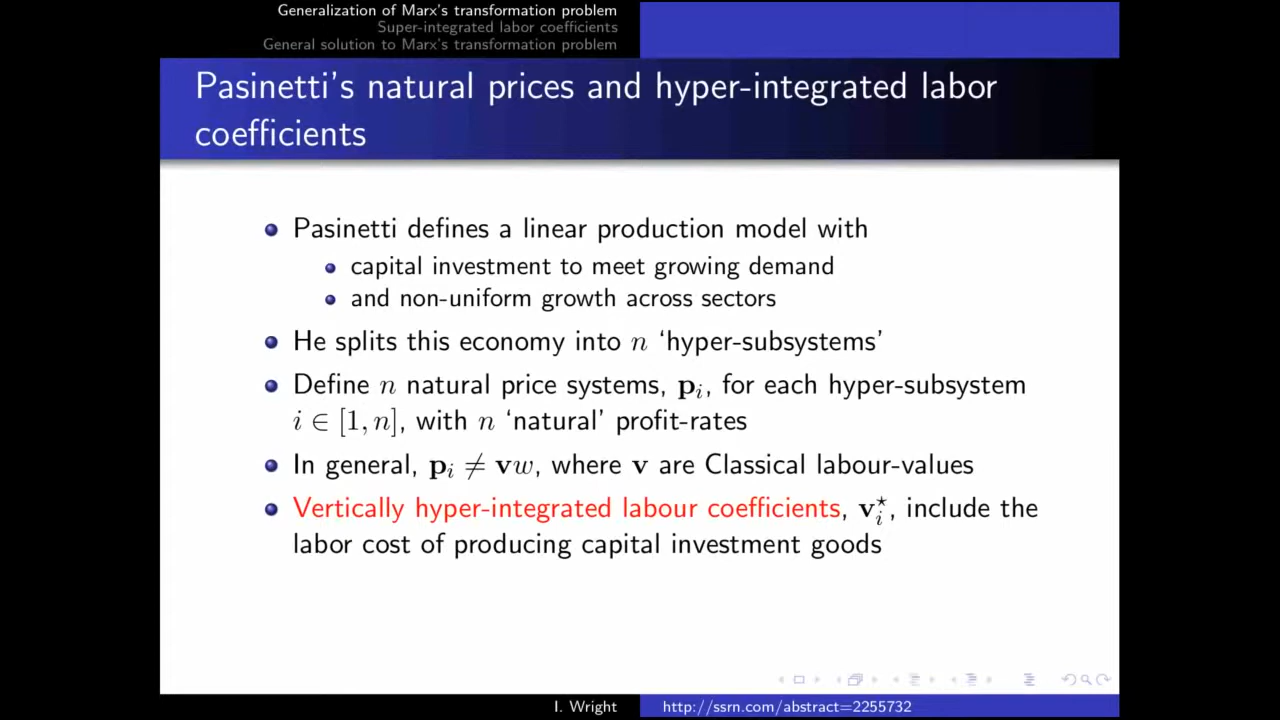 Generalization of Marx's transformation problem
Super-integrated labor coefficients
General solution to Marx's transformation problem
Pasinetti's natural prices and hyper-integrated labor
coefficients
Pasinetti defines a linear production model with
capital investment to meet growing demand
and non-uniform growth across sectors
He splits this economy into n ‘hyper-subsystems’
Define n natural price systems, pᵢ, for each hyper-subsystem
i ∈ [1, n], with n ‘natural’ profit-rates
In general, pᵢ ≠ vw, where v are Classical labour-values
Vertically hyper-integrated labour coefficients, vᵢ⋆, include the
labor cost of producing capital investment goods
I. Wright
http://ssrn.com/abstract=2255732